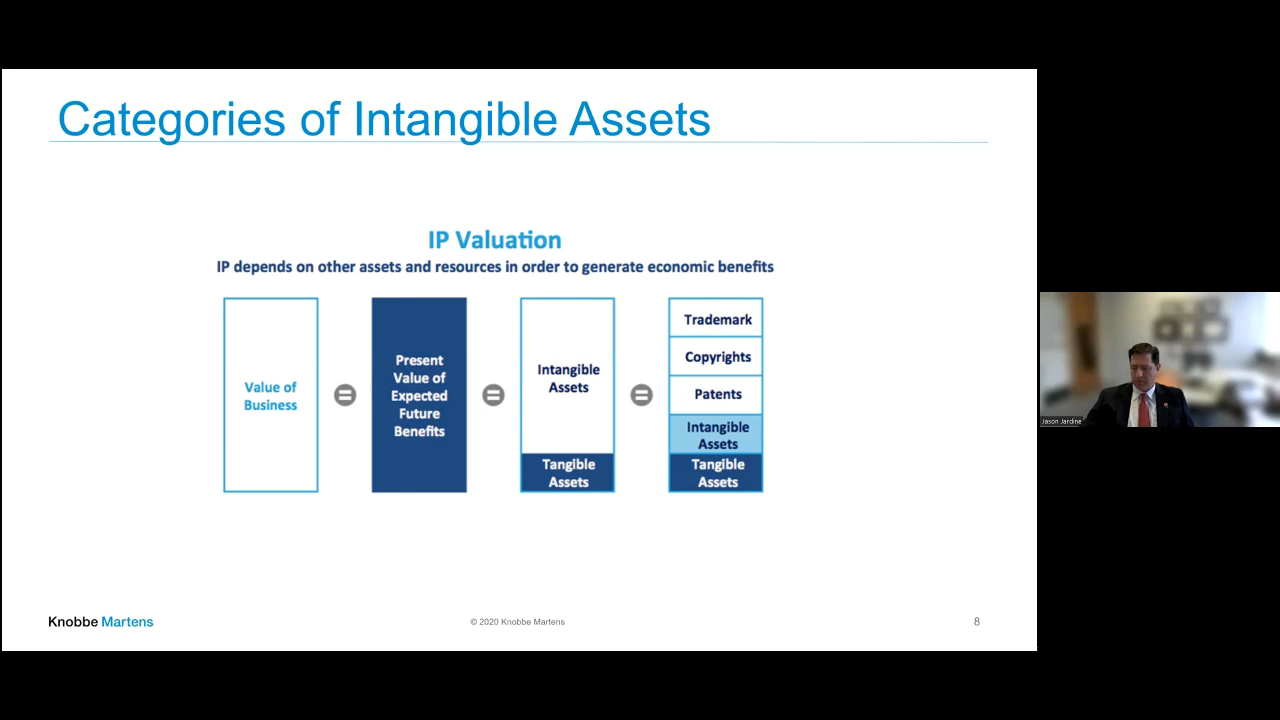 Categories of Intangible Assets
IP Valuation
IP depends on other assets and resources in order to generate economic benefits
Value of
Business
Present
Value of
Expected
Future
Benefits
Intangible
Assets
Tangible
Assets
Trademark
Copyrights
Patents
Intangible
Assets
Tangible
Assets
Knobbe Martens
© 2020 Knobbe Martens
8
Jason Jardine